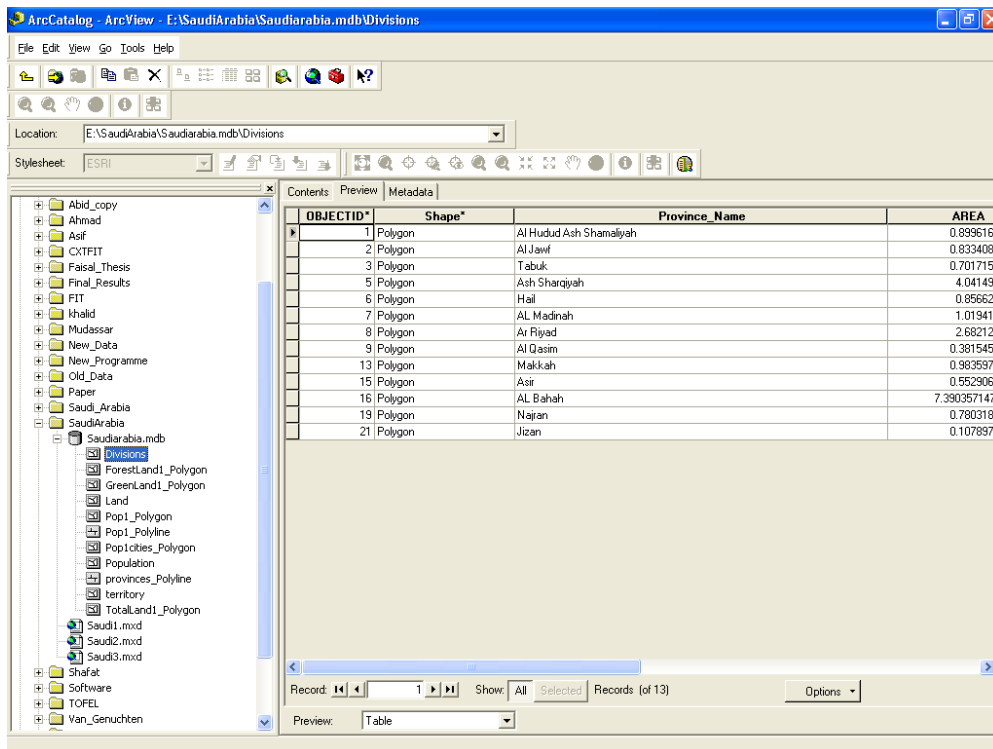 ArcCatalog - ArcView - E:\SaudiArabia\Saudiarabia.mdb\Divisions
File Edit View Go Tools Help
Location: E:\SaudiArabia\Saudiarabia.mdb\Divisions
Stylesheet: ESRI
Contents Preview Metadata
Abid_copy
Ahmad
Asif
CXTFIT
Faisal_Thesis
Final_Results
FIT
khalid
Mudassar
New_Data
New_Programme
Old_Data
Paper
Saudi_Arabia
SaudiArabia
Saudiarabia.mdb
Divisions
ForestLand1_Polygon
GreenLand1_Polygon
Land
Pop1_Polygon
Pop1_Polyline
Pop1cities_Polygon
Population
provinces_Polyline
territory
TotalLand1_Polygon
Saudi1.mxd
Saudi2.mxd
Saudi3.mxd
Shafat
Software
TOFEL
Van_Genuchten
OBJECTID* Shape* Province_Name AREA
1 Polygon Al Hudud Ash Shamaliyah 0.899616
2 Polygon Al Jawf 0.833408
3 Polygon Tabuk 0.701715
5 Polygon Ash Sharqiyah 4.04149
6 Polygon Hail 0.85662
7 Polygon AL Madinah 1.01941
8 Polygon Ar Riyad 2.68212
9 Polygon Al Qasim 0.381545
13 Polygon Makkah 0.983597
15 Polygon Asir 0.552906
16 Polygon AL Bahah 7.390357147
19 Polygon Najran 0.780318
21 Polygon Jizan 0.107897
Record: 1 Show: All Selected Records (of 13) Options
Preview: Table